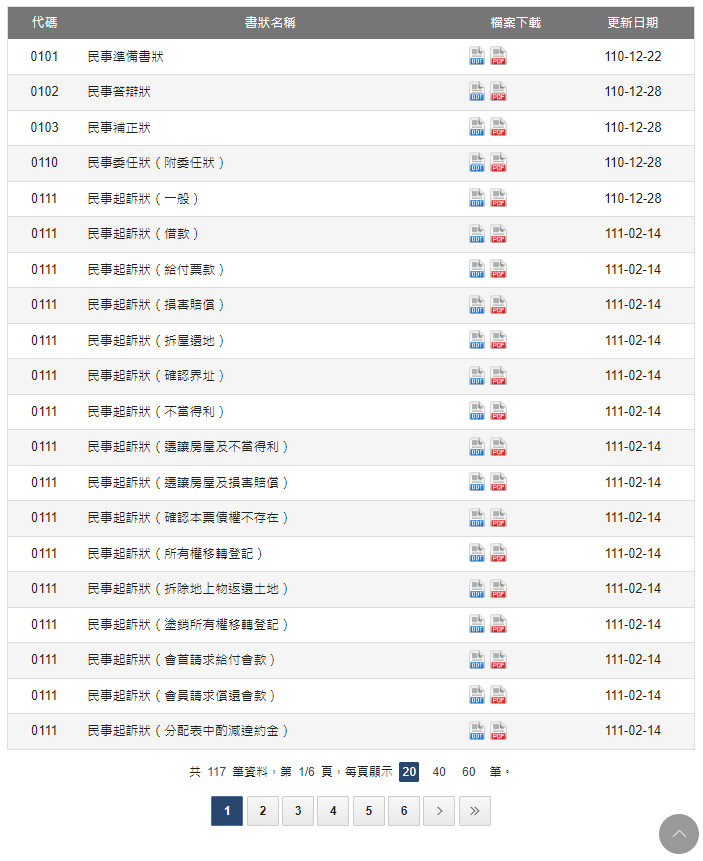 代碼 書狀名稱 檔案下載 更新日期
0101 民事準備書狀 ODT PDF 110-12-22
0102 民事答辯狀 ODT PDF 110-12-28
0103 民事補正狀 ODT PDF 110-12-28
0110 民事委任狀（附委任狀） ODT PDF 110-12-28
0111 民事起訴狀（一般） ODT PDF 110-12-28
0111 民事起訴狀（借款） ODT PDF 111-02-14
0111 民事起訴狀（給付票款） ODT PDF 111-02-14
0111 民事起訴狀（損害賠償） ODT PDF 111-02-14
0111 民事起訴狀（拆屋還地） ODT PDF 111-02-14
0111 民事起訴狀（確認界址） ODT PDF 111-02-14
0111 民事起訴狀（不當得利） ODT PDF 111-02-14
0111 民事起訴狀（遷讓房屋及不當得利） ODT PDF 111-02-14
0111 民事起訴狀（遷讓房屋及損害賠償） ODT PDF 111-02-14
0111 民事起訴狀（確認本票債權不存在） ODT PDF 111-02-14
0111 民事起訴狀（所有權移轉登記） ODT PDF 111-02-14
0111 民事起訴狀（拆除地上物返還土地） ODT PDF 111-02-14
0111 民事起訴狀（塗銷所有權移轉登記） ODT PDF 111-02-14
0111 民事起訴狀（會首請求給付會款） ODT PDF 111-02-14
0111 民事起訴狀（會員請求償還會款） ODT PDF 111-02-14
0111 民事起訴狀（分配表中酌減違約金） ODT PDF 111-02-14
共 117 筆資料，第 1/6 頁，每頁顯示 20 40 60 筆。
1 2 3 4 5 6 > »